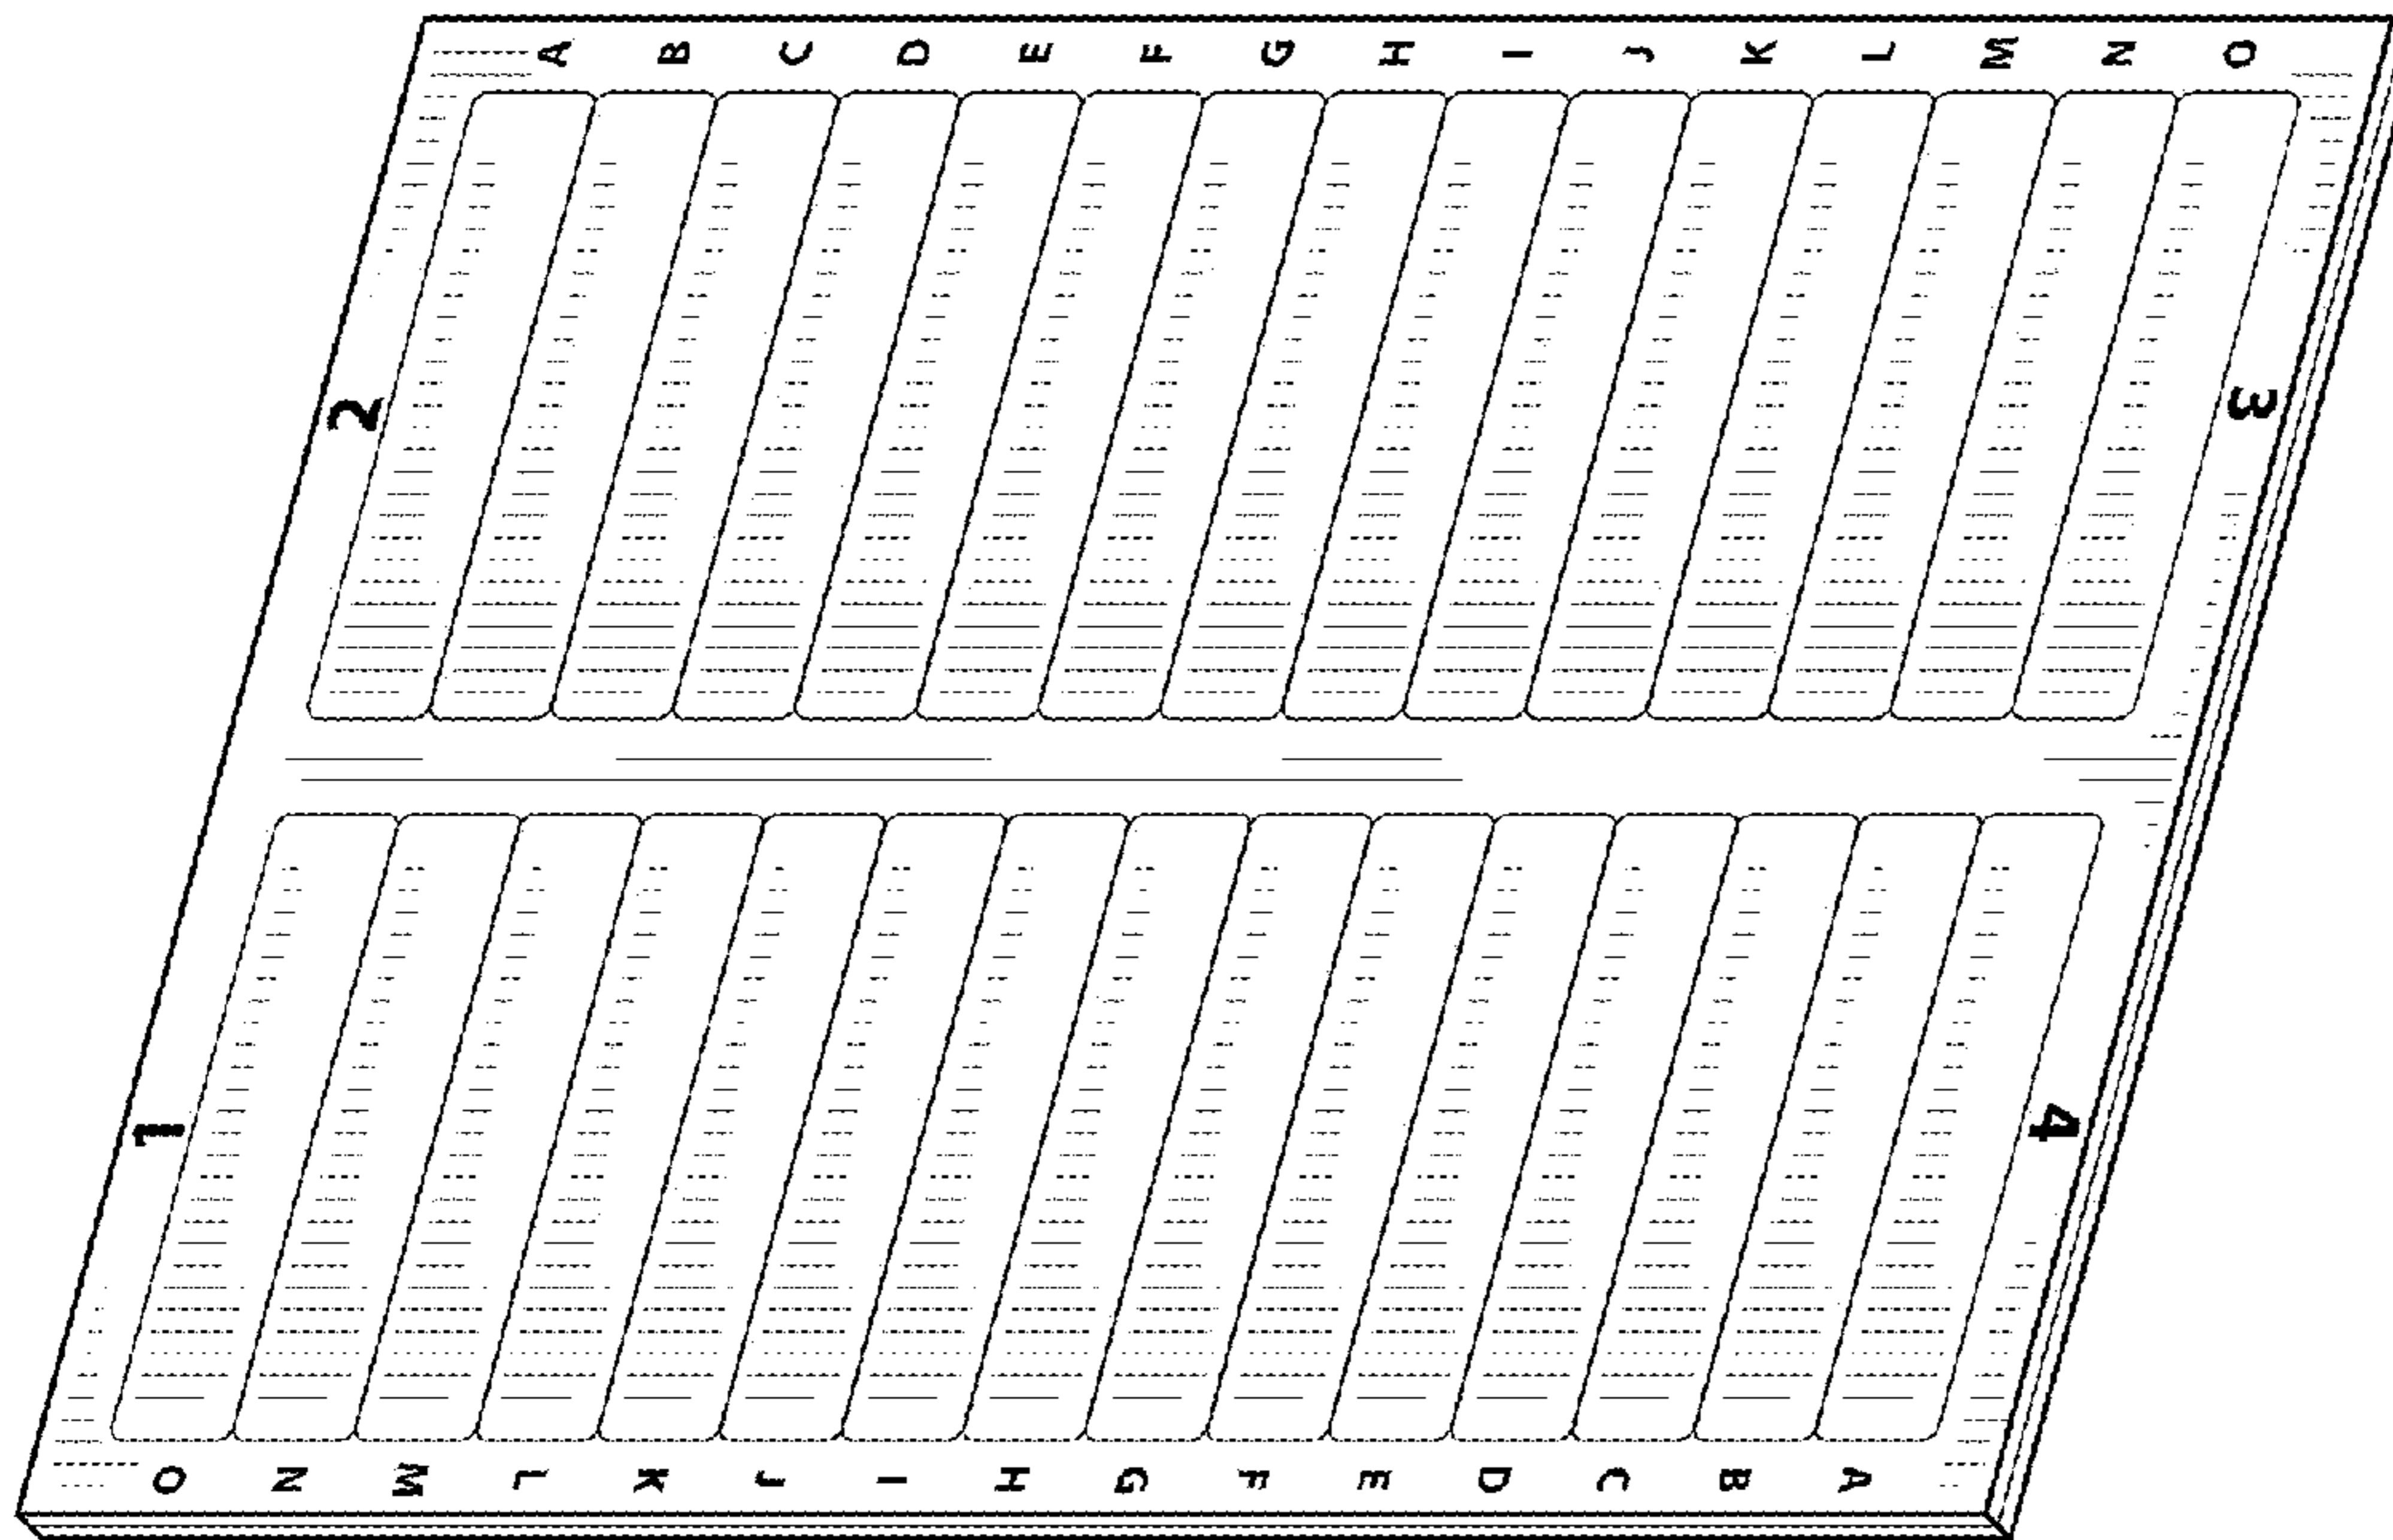 A B C D E F G H I J K L M N O
2 3
1 4
O N M L K J I H G F E D C B A